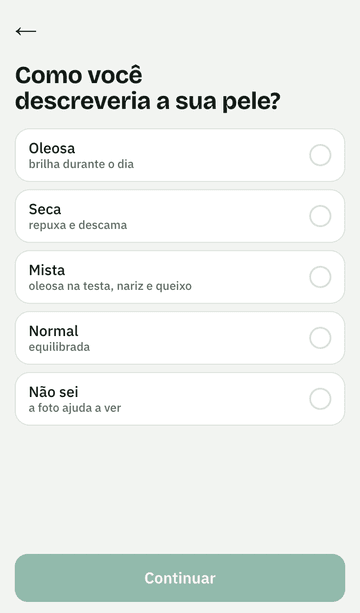 ←
Como você
descreveria a sua pele?
Oleosa
brilha durante o dia
Seca
repuxa e descama
Mista
oleosa na testa, nariz e queixo
Normal
equilibrada
Não sei
a foto ajuda a ver
Continuar